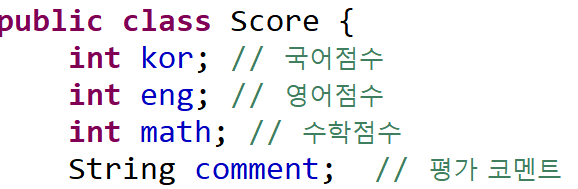 public class Score {
    int kor; // 국어점수
    int eng; // 영어점수
    int math; // 수학점수
    String comment;  // 평가 코멘트